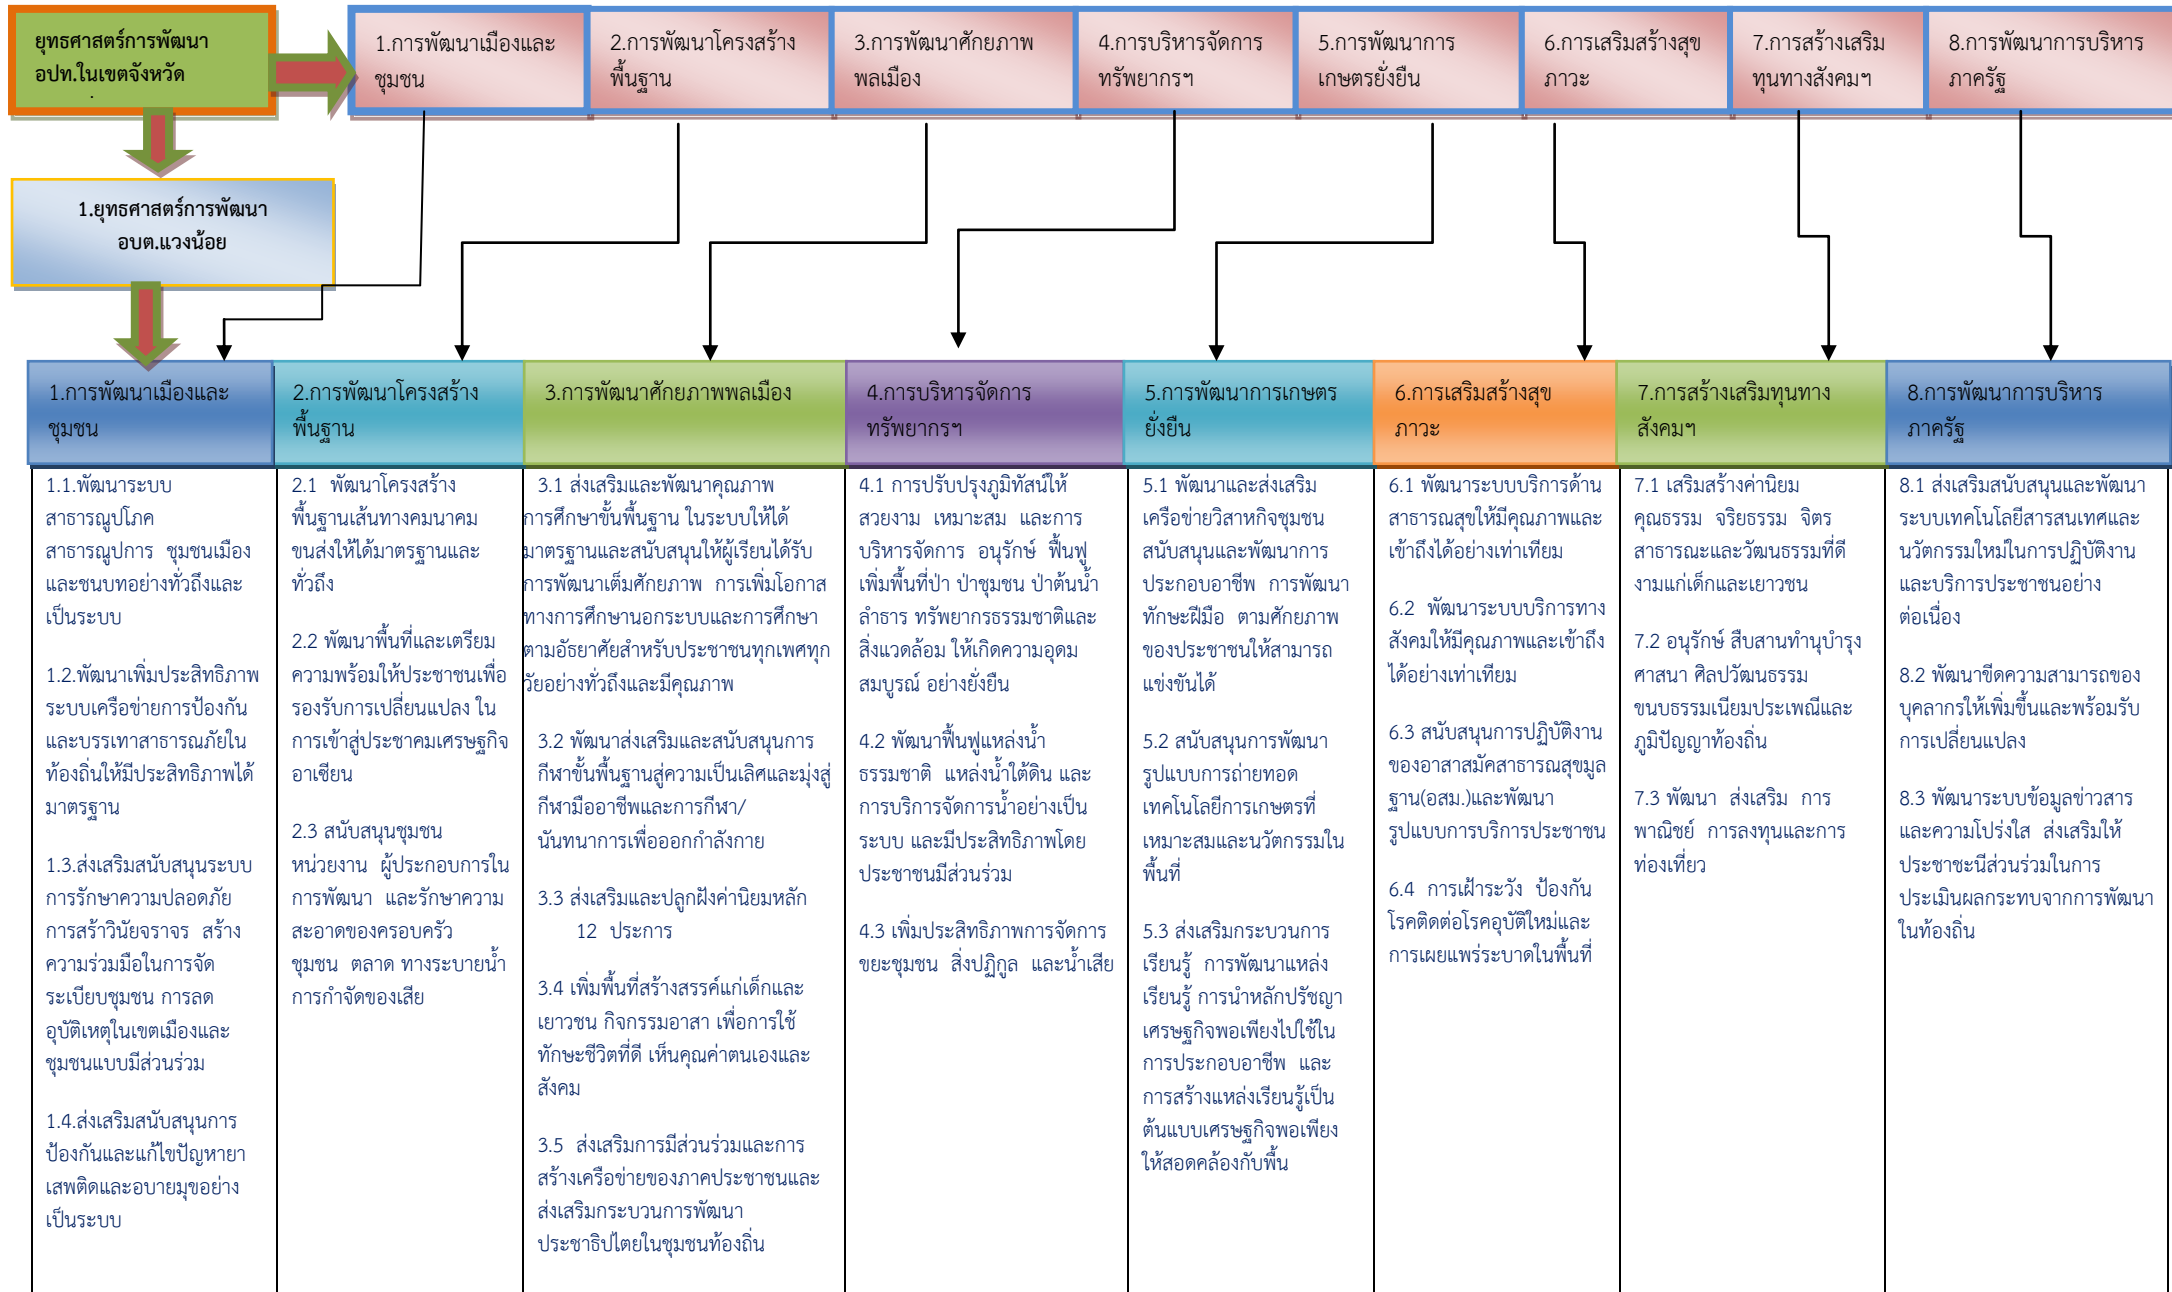 ยุทธศาสตร์การพัฒนา
อปท.ในเขตจังหวัด
1.การพัฒนาเมืองและ
ชุมชน
2.การพัฒนาโครงสร้าง
พื้นฐาน
3.การพัฒนาศักยภาพ
พลเมือง
4.การบริหารจัดการ
ทรัพยากรฯ
5.การพัฒนาการ
เกษตรยั่งยืน
6.การเสริมสร้างสุข
ภาวะ
7.การสร้างเสริม
ทุนทางสังคมฯ
8.การพัฒนาการบริหาร
ภาครัฐ
1.ยุทธศาสตร์การพัฒนา
อบต.แวงน้อย
1.การพัฒนาเมืองและ
ชุมชน
2.การพัฒนาโครงสร้าง
พื้นฐาน
3.การพัฒนาศักยภาพพลเมือง
4.การบริหารจัดการ
ทรัพยากรฯ
5.การพัฒนาการเกษตร
ยั่งยืน
6.การเสริมสร้างสุข
ภาวะ
7.การสร้างเสริมทุนทาง
สังคมฯ
8.การพัฒนาการบริหาร
ภาครัฐ
1.1.พัฒนาระบบ
สาธารณูปโภค
สาธารณูปการ ชุมชนเมือง
และชนบทอย่างทั่วถึงและ
เป็นระบบ
1.2.พัฒนาเพิ่มประสิทธิภาพ
ระบบเครือข่ายการป้องกัน
และบรรเทาสาธารณภัยใน
ท้องถิ่นให้มีประสิทธิภาพได้
มาตรฐาน
1.3.ส่งเสริมสนับสนุนระบบ
การรักษาความปลอดภัย
การสร้าวินัยจราจร สร้าง
ความร่วมมือในการจัด
ระเบียบชุมชน การลด
อุบัติเหตุในเขตเมืองและ
ชุมชนแบบมีส่วนร่วม
1.4.ส่งเสริมสนับสนุนการ
ป้องกันและแก้ไขปัญหายา
เสพติดและอบายมุขอย่าง
เป็นระบบ
2.1 พัฒนาโครงสร้าง
พื้นฐานเส้นทางคมนาคม
ขนส่งให้ได้มาตรฐานและ
ทั่วถึง
2.2 พัฒนาพื้นที่และเตรียม
ความพร้อมให้ประชาชนเพื่อ
รองรับการเปลี่ยนแปลง ใน
การเข้าสู่ประชาคมเศรษฐกิจ
อาเซียน
2.3 สนับสนุนชุมชน
หน่วยงาน ผู้ประกอบการใน
การพัฒนา และรักษาความ
สะอาดของครอบครัว
ชุมชน ตลาด ทางระบายน้ำ
การกำจัดของเสีย
3.1 ส่งเสริมและพัฒนาคุณภาพ
การศึกษาขั้นพื้นฐาน ในระบบให้ได้
มาตรฐานและสนับสนุนให้ผู้เรียนได้รับ
การพัฒนาเต็มศักยภาพ การเพิ่มโอกาส
ทางการศึกษานอกระบบและการศึกษา
ตามอัธยาศัยสำหรับประชาชนทุกเพศทุก
วัยอย่างทั่วถึงและมีคุณภาพ
3.2 พัฒนาส่งเสริมและสนับสนุนการ
กีฬาขั้นพื้นฐานสู่ความเป็นเลิศและมุ่งสู่
กีฬามืออาชีพและการกีฬา/
นันทนาการเพื่อออกกำลังกาย
3.3 ส่งเสริมและปลูกฝังค่านิยมหลัก
12 ประการ
3.4 เพิ่มพื้นที่สร้างสรรค์แก่เด็กและ
เยาวชน กิจกรรมอาสา เพื่อการใช้
ทักษะชีวิตที่ดี เห็นคุณค่าตนเองและ
สังคม
3.5 ส่งเสริมการมีส่วนร่วมและการ
สร้างเครือข่ายของภาคประชาชนและ
ส่งเสริมกระบวนการพัฒนา
ประชาธิปไตยในชุมชนท้องถิ่น
4.1 การปรับปรุงภูมิทัสน์ให้
สวยงาม เหมาะสม และการ
บริหารจัดการ อนุรักษ์ ฟื้นฟู
เพิ่มพื้นที่ป่า ป่าชุมชน ป่าต้นน้ำ
ลำธาร ทรัพยากรธรรมชาติและ
สิ่งแวดล้อม ให้เกิดความอุดม
สมบูรณ์ อย่างยั่งยืน
4.2 พัฒนาฟื้นฟูแหล่งน้ำ
ธรรมชาติ แหล่งน้ำใต้ดิน และ
การบริการจัดการน้ำอย่างเป็น
ระบบ และมีประสิทธิภาพโดย
ประชาชนมีส่วนร่วม
4.3 เพิ่มประสิทธิภาพการจัดการ
ขยะชุมชน สิ่งปฏิกูล และน้ำเสีย
5.1 พัฒนาและส่งเสริม
เครือข่ายวิสาหกิจชุมชน
สนับสนุนและพัฒนาการ
ประกอบอาชีพ การพัฒนา
ทักษะฝีมือ ตามศักยภาพ
ของประชาชนให้สามารถ
แข่งขันได้
5.2 สนับสนุนการพัฒนา
รูปแบบการถ่ายทอด
เทคโนโลยีการเกษตรที่
เหมาะสมและนวัตกรรมใน
พื้นที่
5.3 ส่งเสริมกระบวนการ
เรียนรู้ การพัฒนาแหล่ง
เรียนรู้ การนำหลักปรัชญา
เศรษฐกิจพอเพียงไปใช้ใน
การประกอบอาชีพ และ
การสร้างแหล่งเรียนรู้เป็น
ต้นแบบเศรษฐกิจพอเพียง
ให้สอดคล้องกับพื้น
6.1 พัฒนาระบบบริการด้าน
สาธารณสุขให้มีคุณภาพและ
เข้าถึงได้อย่างเท่าเทียม
6.2 พัฒนาระบบบริการทาง
สังคมให้มีคุณภาพและเข้าถึง
ได้อย่างเท่าเทียม
6.3 สนับสนุนการปฏิบัติงาน
ของอาสาสมัคสาธารณสุขมูล
ฐาน(อสม.)และพัฒนา
รูปแบบการบริการประชาชน
6.4 การเฝ้าระวัง ป้องกัน
โรคติดต่อโรคอุบัติใหม่และ
การเผยแพร่ระบาดในพื้นที่
7.1 เสริมสร้างค่านิยม
คุณธรรม จริยธรรม จิตร
สาธารณะและวัฒนธรรมที่ดี
งามแก่เด็กและเยาวชน
7.2 อนุรักษ์ สืบสานทำนุบำรุง
ศาสนา ศิลปวัฒนธรรม
ขนบธรรมเนียมประเพณีและ
ภูมิปัญญาท้องถิ่น
7.3 พัฒนา ส่งเสริม การ
พาณิชย์ การลงทุนและการ
ท่องเที่ยว
8.1 ส่งเสริมสนับสนุนและพัฒนา
ระบบเทคโนโลยีสารสนเทศและ
นวัตกรรมใหม่ในการปฏิบัติงาน
และบริการประชาชนอย่าง
ต่อเนื่อง
8.2 พัฒนาขีดความสามารถของ
บุคลากรให้เพิ่มขึ้นและพร้อมรับ
การเปลี่ยนแปลง
8.3 พัฒนาระบบข้อมูลข่าวสาร
และความโปร่งใส ส่งเสริมให้
ประชาชะนีส่วนร่วมในการ
ประเมินผลกระทบจากการพัฒนา
ในท้องถิ่น